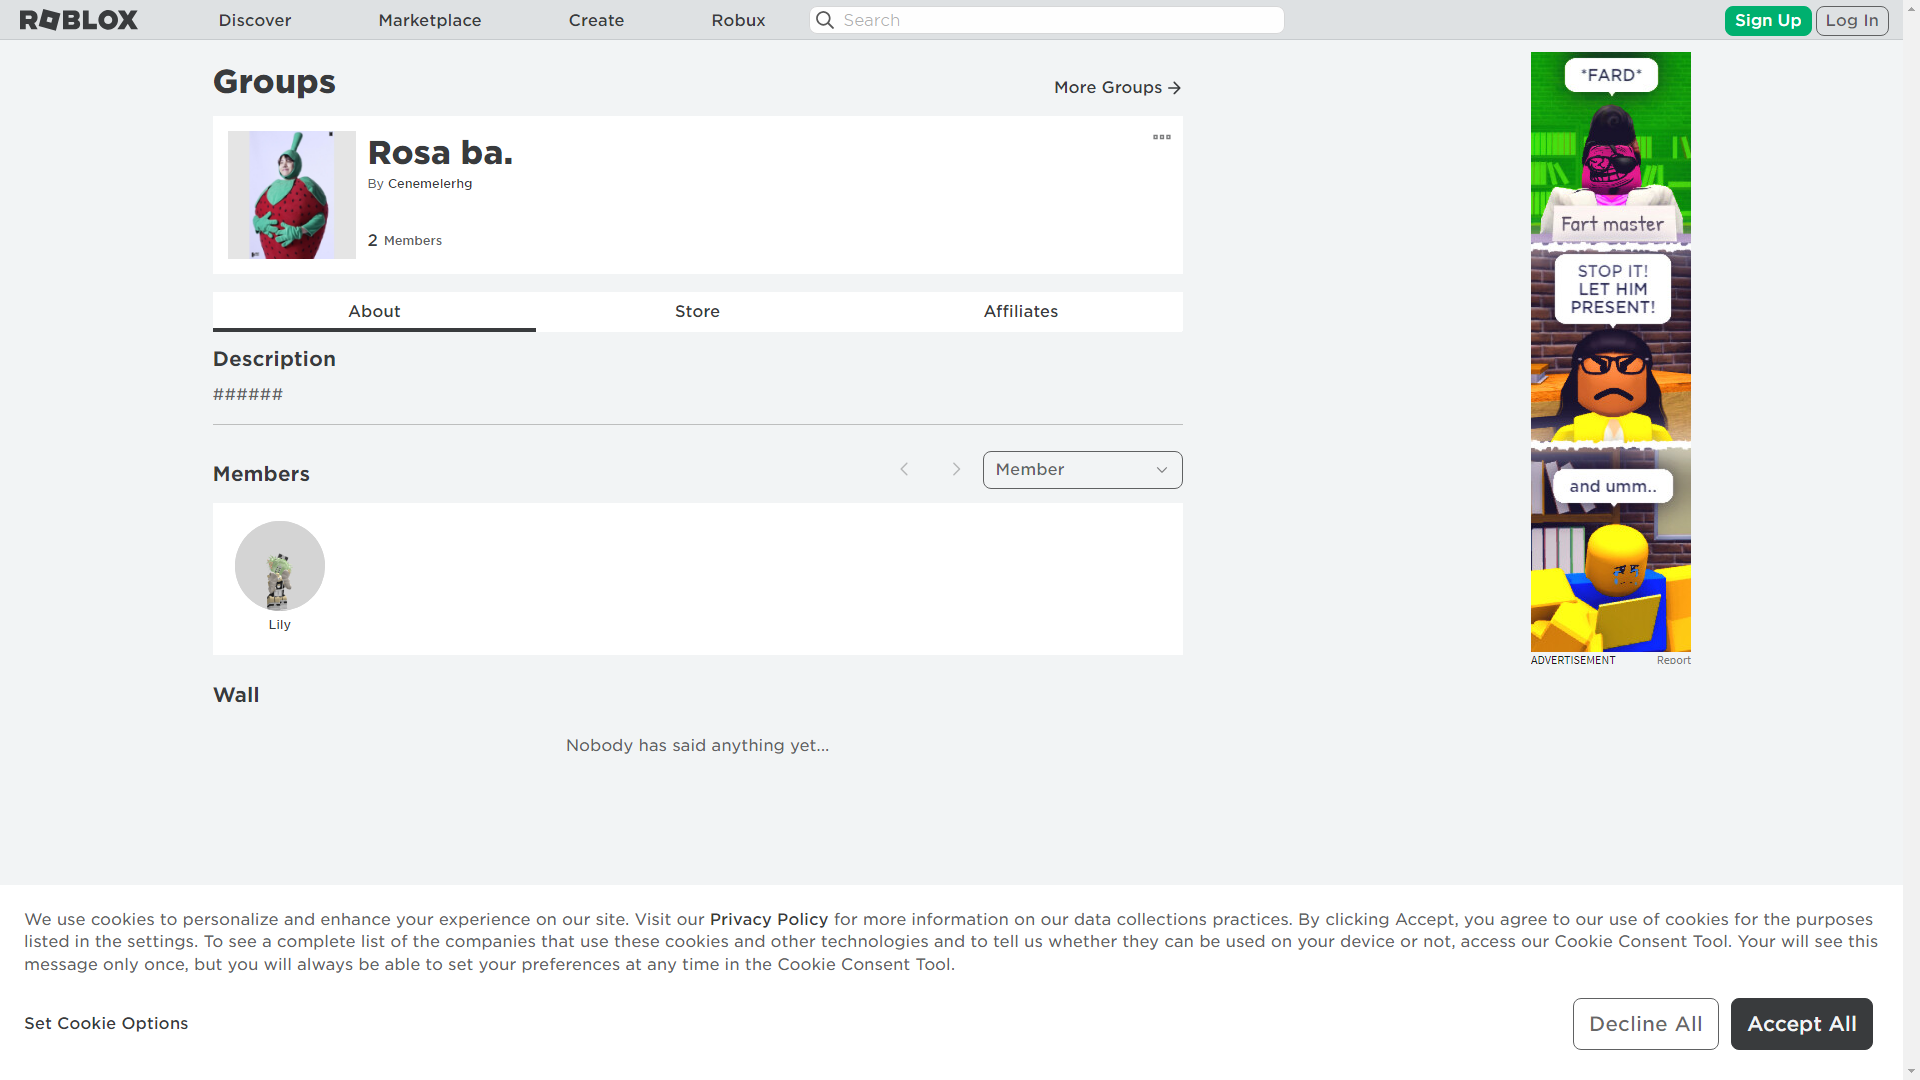 ROBLOX
Discover
Marketplace
Create
Robux
Search
Sign Up
Log In
Groups
More Groups
Rosa ba.
By Cenemelerhg
2 Members
About
Store
Affiliates
Description
######
Members
Member
Lily
Wall
Nobody has said anything yet...
*FARD*
Fart master
STOP IT!
LET HIM
PRESENT!
and umm..
ADVERTISEMENT
Report
We use cookies to personalize and enhance your experience on our site. Visit our Privacy Policy for more information on our data collections practices. By clicking Accept, you agree to our use of cookies for the purposes
listed in the settings. To see a complete list of the companies that use these cookies and other technologies and to tell us whether they can be used on your device or not, access our Cookie Consent Tool. Your will see this
message only once, but you will always be able to set your preferences at any time in the Cookie Consent Tool.
Set Cookie Options
Decline All
Accept All